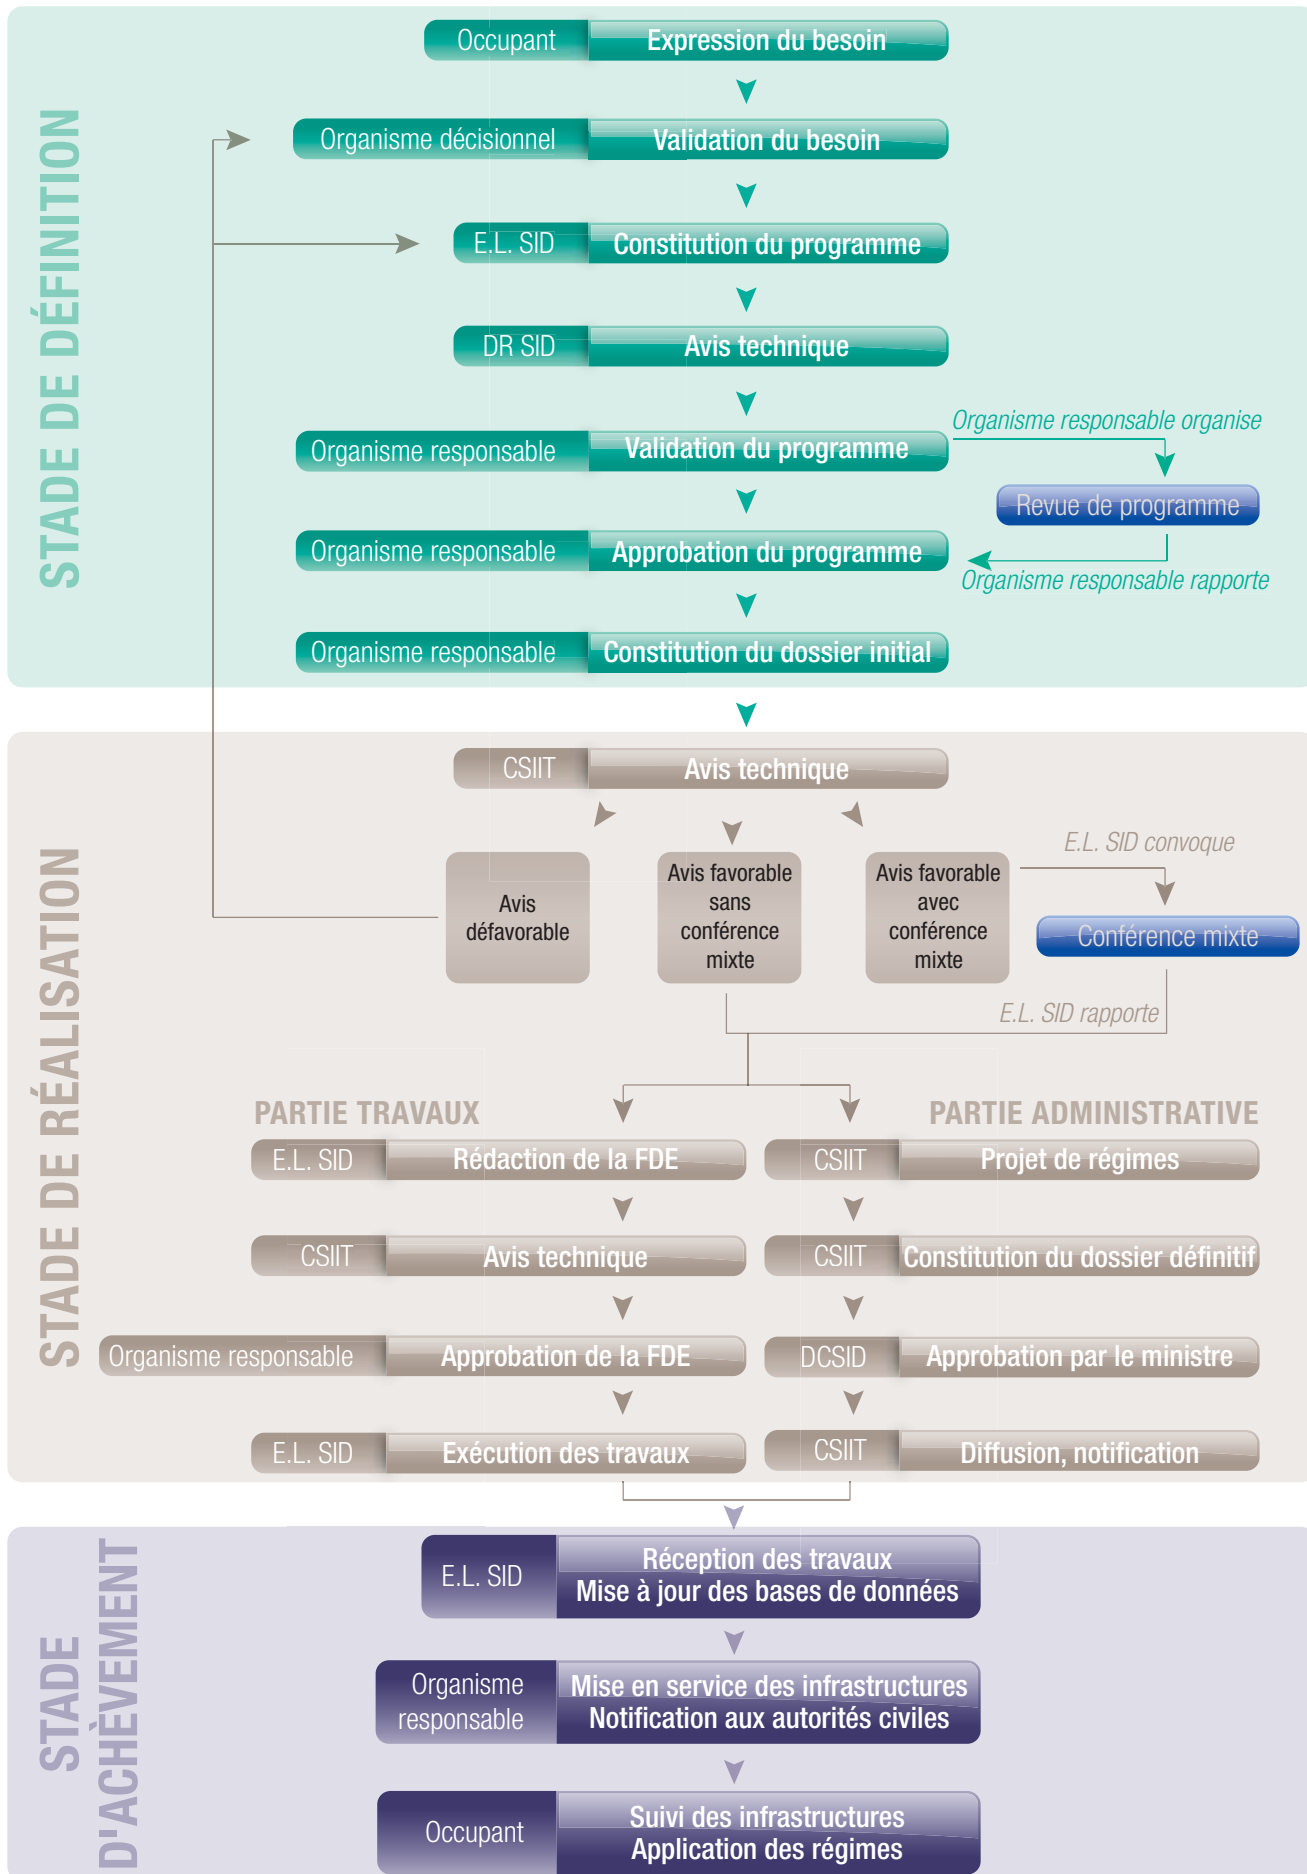 STADE DE DÉFINITION
Occupant
Expression du besoin
Organisme décisionnel
Validation du besoin
E.L. SID
Constitution du programme
DR SID
Avis technique
Organisme responsable
Validation du programme
Organisme responsable organise
Revue de programme
Organisme responsable
Approbation du programme
Organisme responsable rapporte
Organisme responsable
Constitution du dossier initial
STADE DE RÉALISATION
CSIIT
Avis technique
Avis
défavorable
Avis favorable
sans
conférence
mixte
Avis favorable
avec
conférence
mixte
E.L. SID convoque
Conférence mixte
E.L. SID rapporte
PARTIE TRAVAUX
E.L. SID
Rédaction de la FDE
CSIIT
Avis technique
Organisme responsable
Approbation de la FDE
E.L. SID
Exécution des travaux
PARTIE ADMINISTRATIVE
CSIIT
Projet de régimes
CSIIT
Constitution du dossier définitif
DCSID
Approbation par le ministre
CSIIT
Diffusion, notification
STADE
D'ACHÈVEMENT
E.L. SID
Réception des travaux
Mise à jour des bases de données
Organisme
responsable
Mise en service des infrastructures
Notification aux autorités civiles
Occupant
Suivi des infrastructures
Application des régimes